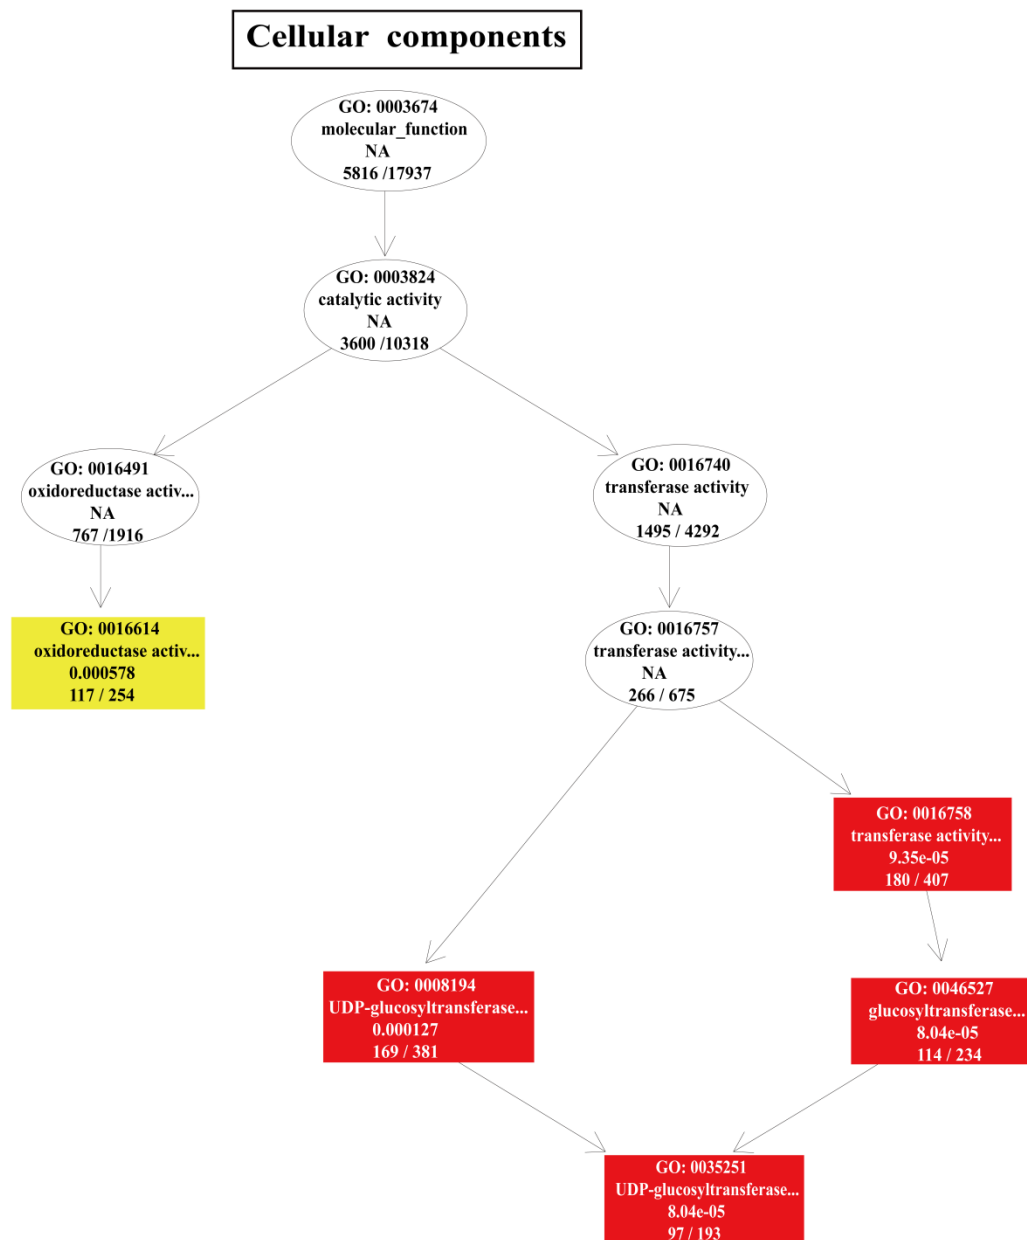 Cellular components
GO: 0003674
molecular_function
NA
5816 /17937
GO: 0003824
catalytic activity
NA
3600 /10318
GO: 0016491
oxidoreductase activ...
NA
767 /1916
GO: 0016740
transferase activity
NA
1495 / 4292
GO: 0016614
oxidoreductase activ...
0.000578
117 / 254
GO: 0016757
transferase activity...
NA
266 / 675
GO: 0016758
transferase activity...
9.35e-05
180 / 407
GO: 0008194
UDP-glucosyltransferase...
0.000127
169 / 381
GO: 0046527
glucosyltransferase...
8.04e-05
114 / 234
GO: 0035251
UDP-glucosyltransferase...
8.04e-05
97 / 193